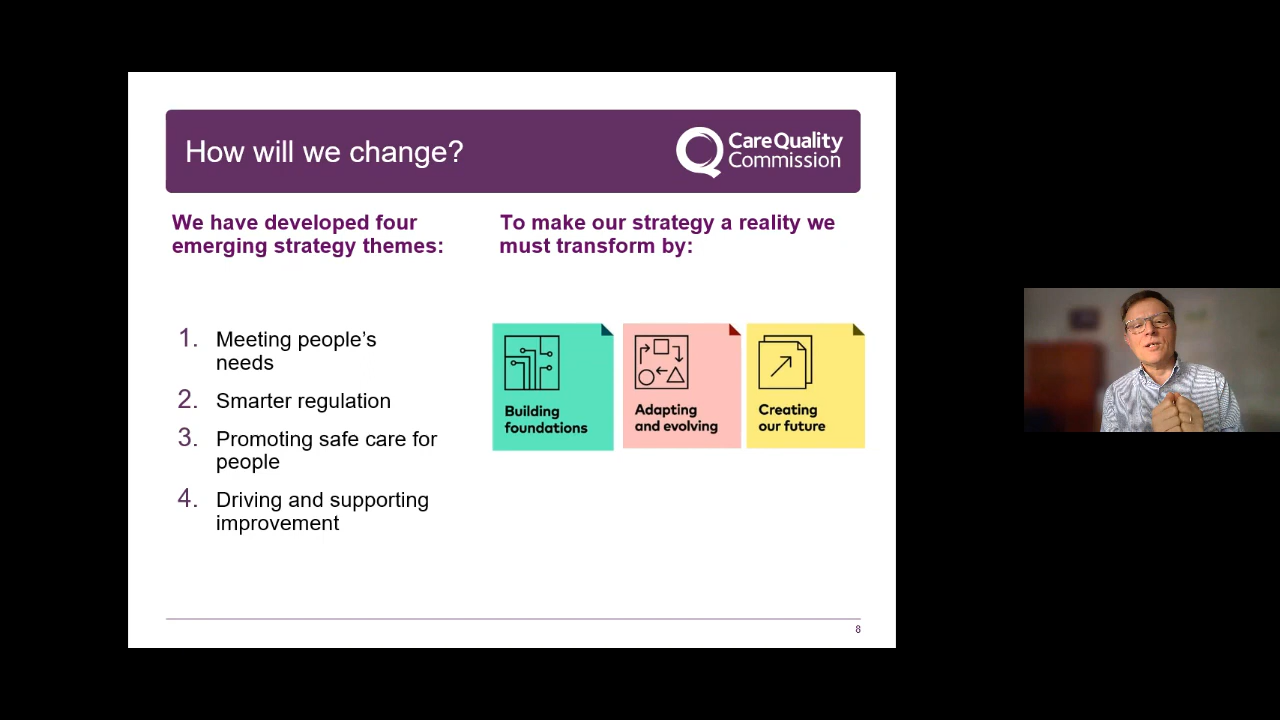 How will we change?
CareQuality
Commission
We have developed four
emerging strategy themes:
To make our strategy a reality we
must transform by:
1. Meeting people’s
needs
2. Smarter regulation
3. Promoting safe care for
people
4. Driving and supporting
improvement
Building
foundations
Adapting
and evolving
Creating
our future
8